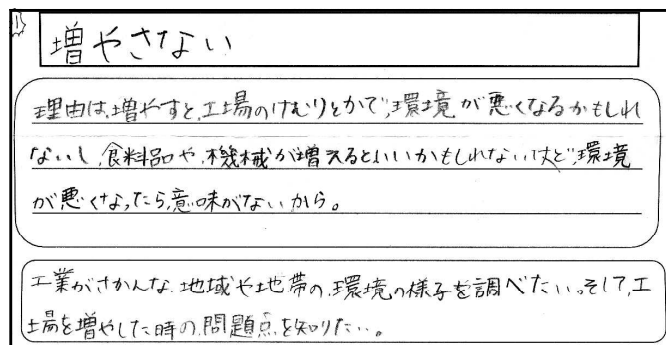 ①
増やさない
理由は、増やすと、工場のけむりとかで、環境が悪くなるかもしれ
ないし、食料品や、機械が増えるといいかもしれないけど、環境
が悪くなったら、意味がないから。
工業がさかんな、地域や地帯の、環境の様子を調べたい。そして、工
場を増やした時の、問題点を知りたい。